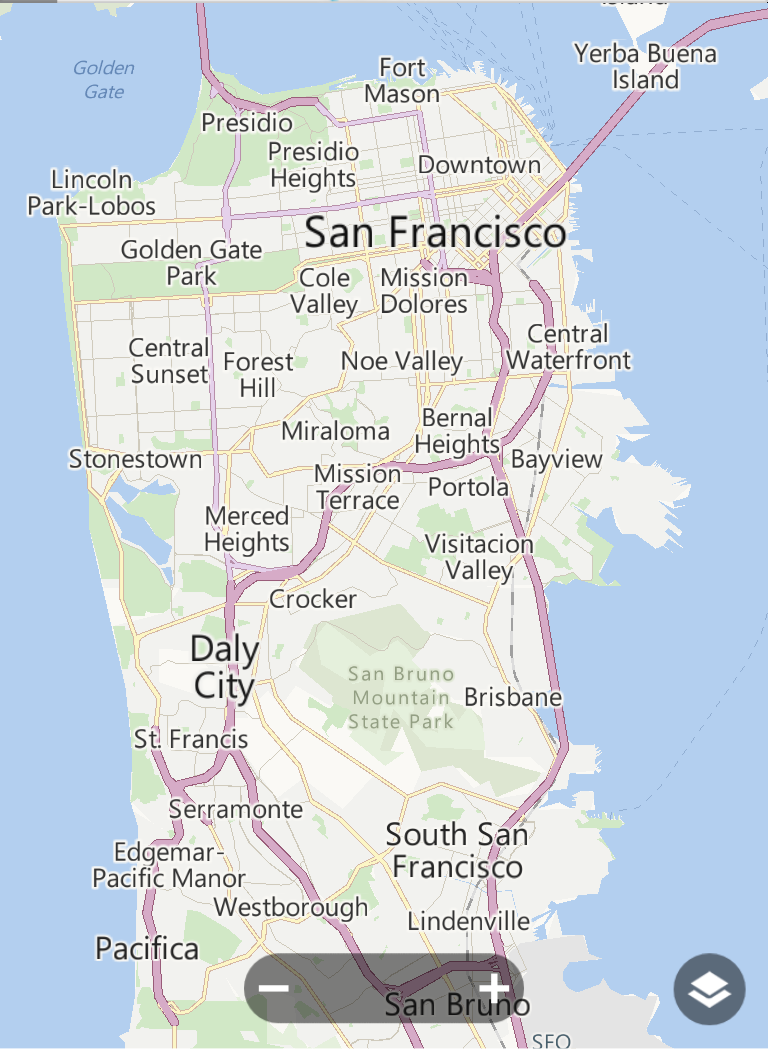 Island
Yerba Buena
Island
Golden
Gate
Fort
Mason
Presidio
Presidio
Heights
Downtown
Lincoln
Park-Lobos
San Francisco
Golden Gate
Park
Cole
Valley
Mission
Dolores
Central
Sunset
Forest
Hill
Noe Valley
Central
Waterfront
Miraloma
Bernal
Heights
Stonestown
Mission
Terrace
Bayview
Portola
Merced
Heights
Visitacion
Valley
Crocker
Daly
City
San Bruno
Mountain
State Park
Brisbane
St. Francis
Serramonte
South San
Francisco
Edgemar-
Pacific Manor
Westborough
Lindenville
Pacifica
San Bruno
SFO